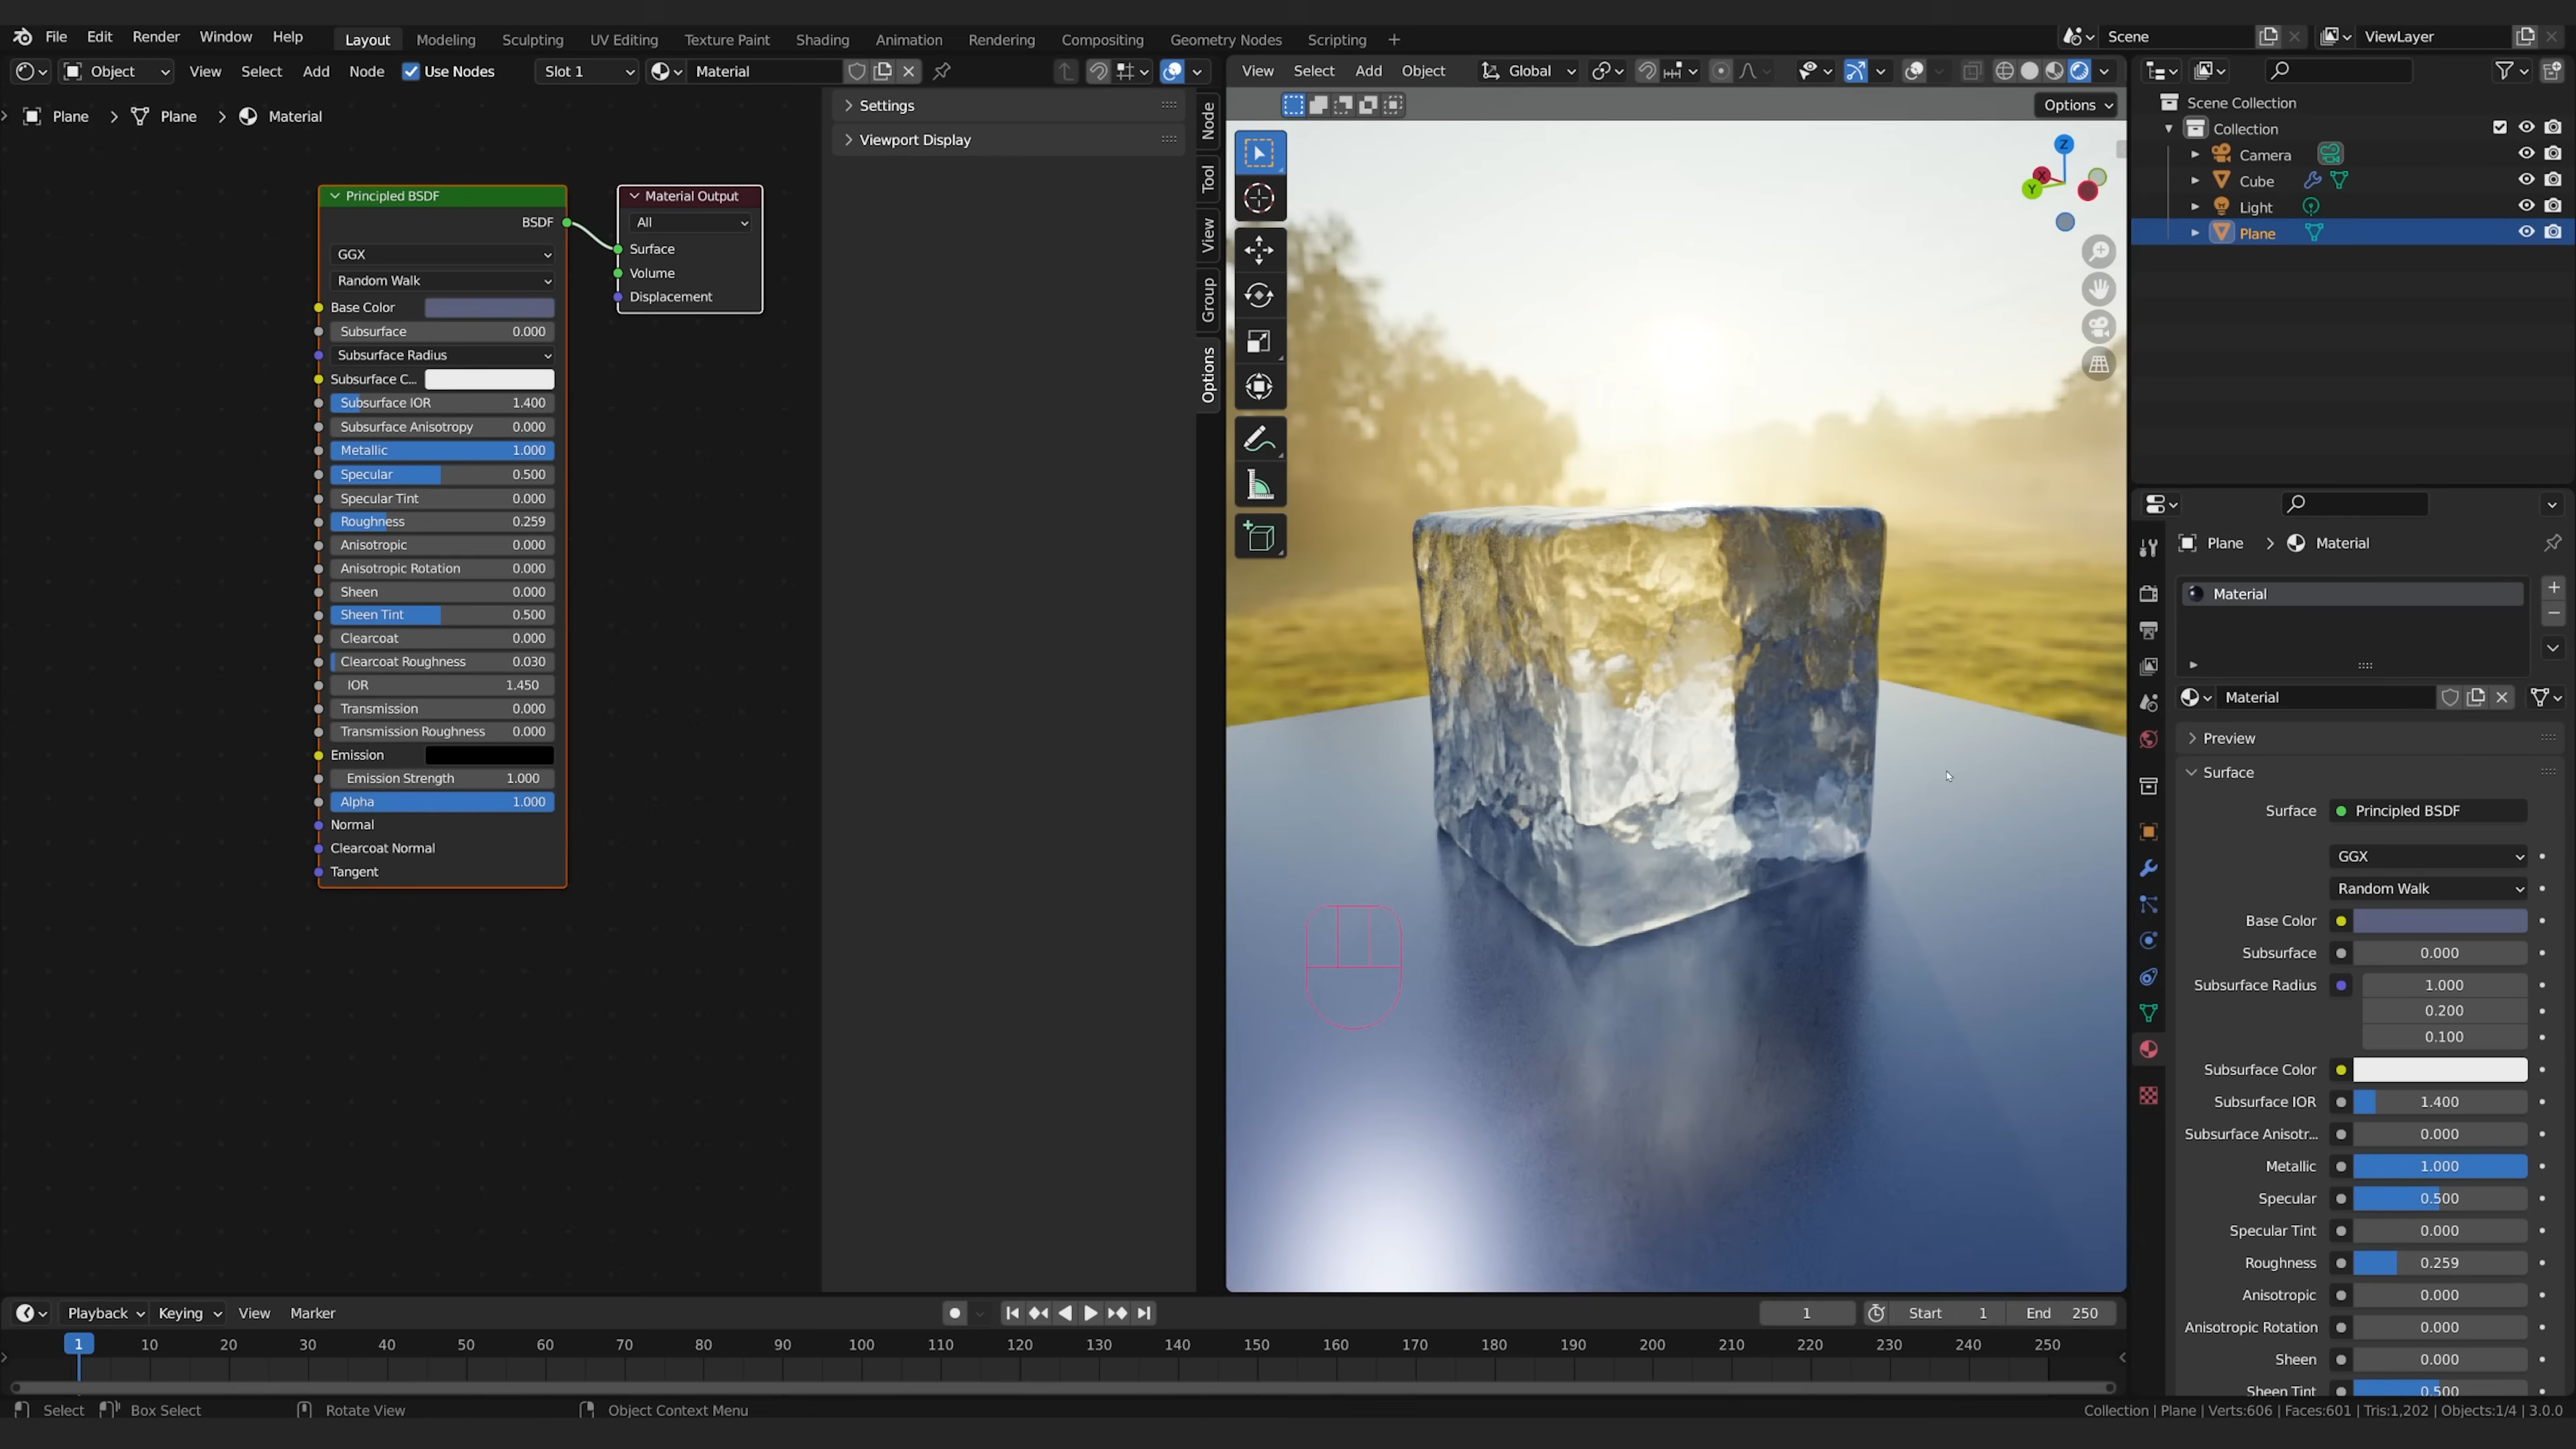 File Edit Render Window Help Layout Modeling Sculpting UV Editing Texture Paint Shading Animation Rendering Compositing Geometry Nodes Scripting + Scene ViewLayer
Object View Select Add Node Use Nodes Slot 1 Material
View Select Add Object Global
Options
Plane > Plane > Material
Settings
Viewport Display
Node
Tool
View
Group
Options
Principled BSDF
BSDF
GGX
Random Walk
Base Color
Subsurface 0.000
Subsurface Radius
Subsurface C...
Subsurface IOR 1.400
Subsurface Anisotropy 0.000
Metallic 1.000
Specular 0.500
Specular Tint 0.000
Roughness 0.259
Anisotropic 0.000
Anisotropic Rotation 0.000
Sheen 0.000
Sheen Tint 0.500
Clearcoat 0.000
Clearcoat Roughness 0.030
IOR 1.450
Transmission 0.000
Transmission Roughness 0.000
Emission
Emission Strength 1.000
Alpha 1.000
Normal
Clearcoat Normal
Tangent
Material Output
All
Surface
Volume
Displacement
Z
X
Y
Scene Collection
Collection
Camera
Cube
Light
Plane
Plane > Material
Material
Material
Preview
Surface
Surface Principled BSDF
GGX
Random Walk
Base Color
Subsurface 0.000
Subsurface Radius 1.000
0.200
0.100
Subsurface Color
Subsurface IOR 1.400
Subsurface Anisotr... 0.000
Metallic 1.000
Specular 0.500
Specular Tint 0.000
Roughness 0.259
Anisotropic 0.000
Anisotropic Rotation 0.000
Sheen 0.000
Sheen Tint 0.500
Playback Keying View Marker 1 Start 1 End 250
1 10 20 30 40 50 60 70 80 90 100 110 120 130 140 150 160 170 180 190 200 210 220 230 240 250
Select Box Select Rotate View Object Context Menu Collection | Plane | Verts:606 | Faces:601 | Tris:1,202 | Objects:1/4 | 3.0.0